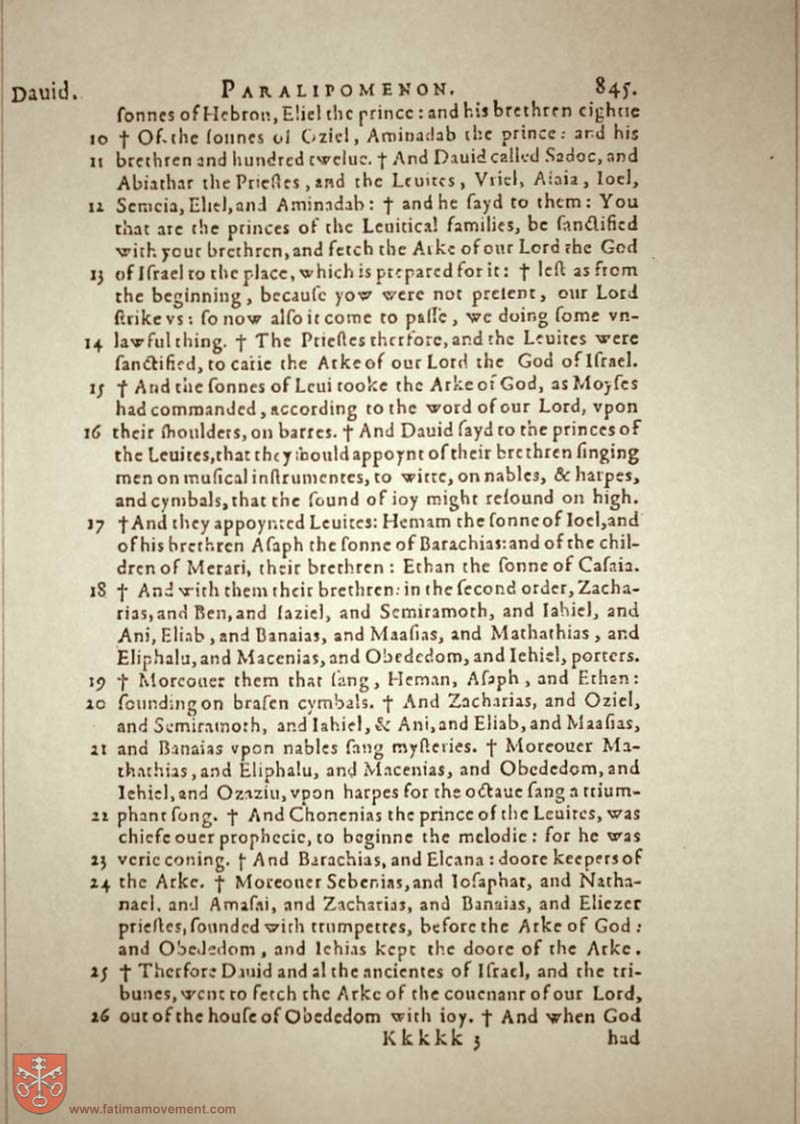 Dauid. PARALIPOMENON. 845.
ſonnes of Hebron, Eliel the prince: and his brethren eightie
10 † Of the ſonnes of Oziel, Aminadab the prince: and his
11 brethren and hundred twelue. † And Dauid called Sadoc, and
Abiathar the Prieſtes, and the Leuites, Vriel, Aſaia, Ioel,
12 Semeia, Eliel, and Aminadab: † and he ſayd to them: You
that are the princes of the Leuitical families, be ſanctified
with your brethren, and fetch the Arke of our Lord the God
13 of Iſrael to the place, which is prepared for it: † leſt as from
the beginning, becauſe yow were not preſent, our Lord
ſtrike vs: ſo now alſo it come to paſſe, we doing ſome vn-
14 lawful thing. † The Prieſtes therfore, and the Leuites were
ſanctified, to carie the Arke of our Lord the God of Iſrael.
15 † And the ſonnes of Leui tooke the Arke of God, as Moyſes
had commanded, according to the word of our Lord, vpon
16 their ſhoulders, on barres. † And Dauid ſayd to the princes of
the Leuites, that they ſhould appoynt of their brethren ſinging
men on muſical inſtrumentes, to witte, on nables, & harpes,
and cymbals, that the ſound of ioy might reſound on high.
17 † And they appoynted Leuites: Hemam the ſonne of Ioel, and
of his brethren Aſaph the ſonne of Barachias: and of the chil-
dren of Merari, their brethren: Ethan the ſonne of Caſaia.
18 † And with them their brethren: in the ſecond order, Zacha-
rias, and Ben, and Iaziel, and Semiramoth, and Iahiel, and
Ani, Eliab, and Banaias, and Maaſias, and Mathathias, and
Eliphalu, and Macenias, and Obededom, and Iehiel, porters.
19 † Moreouer them that ſang, Heman, Aſaph, and Ethan:
20 ſounding on braſen cymbals. † And Zacharias, and Oziel,
and Semiramoth, and Iahiel, & Ani, and Eliab, and Maaſias,
21 and Banaias vpon nables ſang myſteries. † Moreouer Ma-
thathias, and Eliphalu, and Macenias, and Obededom, and
Iehiel, and Ozaziu, vpon harpes for the octaue ſang a trium-
22 phant ſong. † And Chonenias the prince of the Leuites, was
chiefe ouer prophecie, to beginne the melodie: for he was
23 verie coning. † And Barachias, and Elcana: doore keepers of
24 the Arke. † Moreouer Sebenias, and Ioſaphat, and Natha-
nael, and Amaſai, and Zacharias, and Banaias, and Eliezer
prieſtes, ſounded with trumpettes, before the Arke of God:
and Obededom, and Iehias kept the doore of the Arke.
25 † Therfore Dauid and al the ancientes of Iſrael, and the tri-
bunes, went to fetch the Arke of the couenant of our Lord,
26 out of the houſe of Obededom with ioy. † And when God
Kkkkk 3 had
www.fatimamovement.com